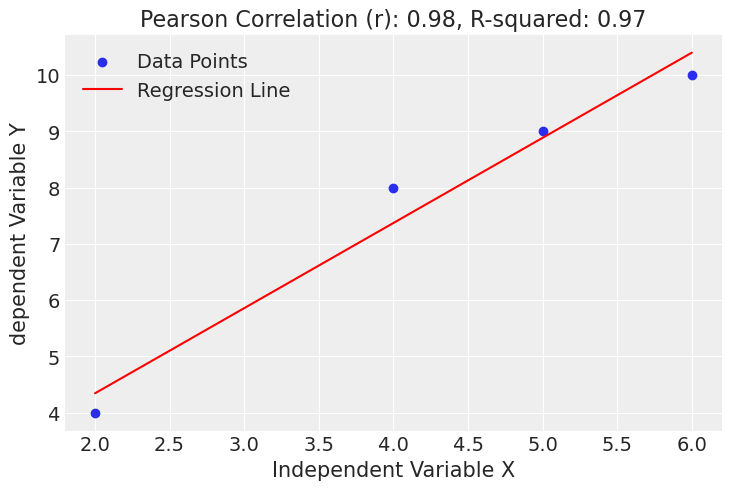 Pearson Correlation (r): 0.98, R-squared: 0.97
Data Points
Regression Line
dependent Variable Y
10
9
8
7
6
5
4
2.0 2.5 3.0 3.5 4.0 4.5 5.0 5.5 6.0
Independent Variable X